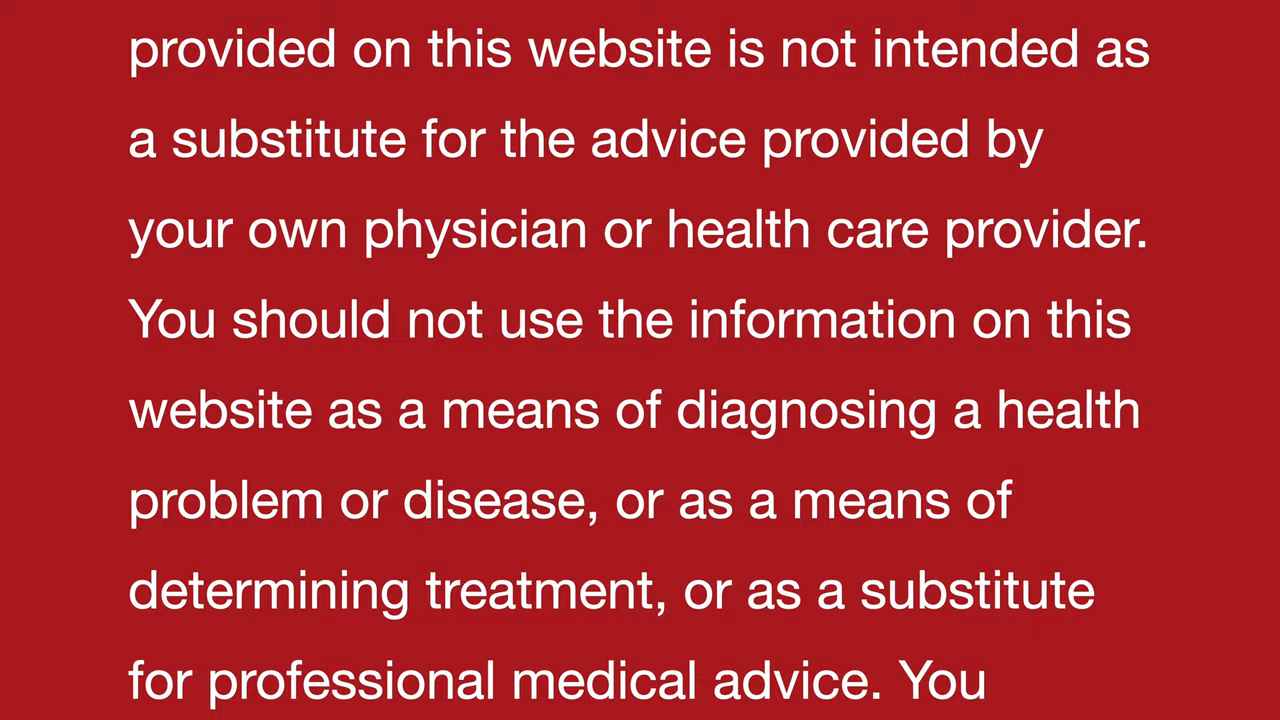 provided on this website is not intended as
a substitute for the advice provided by
your own physician or health care provider.
You should not use the information on this
website as a means of diagnosing a health
problem or disease, or as a means of
determining treatment, or as a substitute
for professional medical advice. You